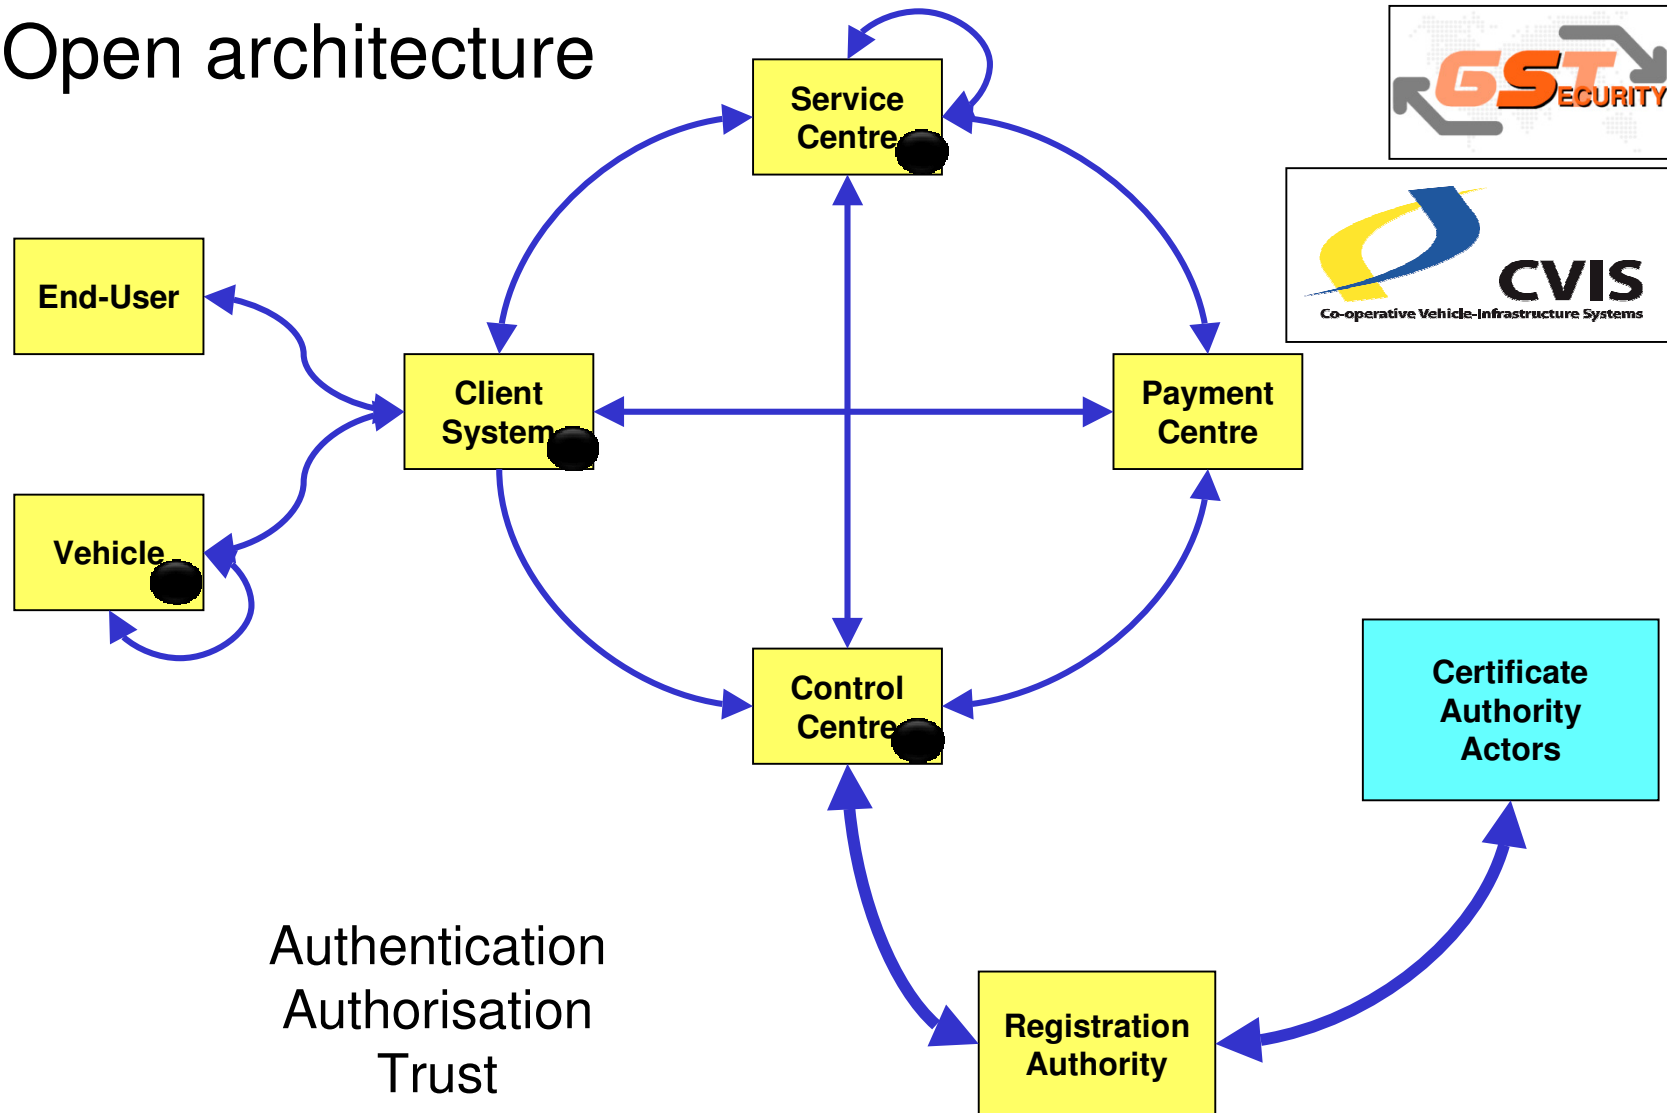 Open architecture
Service
Centre
GST
SECURITY
CVIS
Co-operative Vehicle-Infrastructure Systems
End-User
Client
System
Payment
Centre
Vehicle
Control
Centre
Certificate
Authority
Actors
Authentication
Authorisation
Trust
Registration
Authority